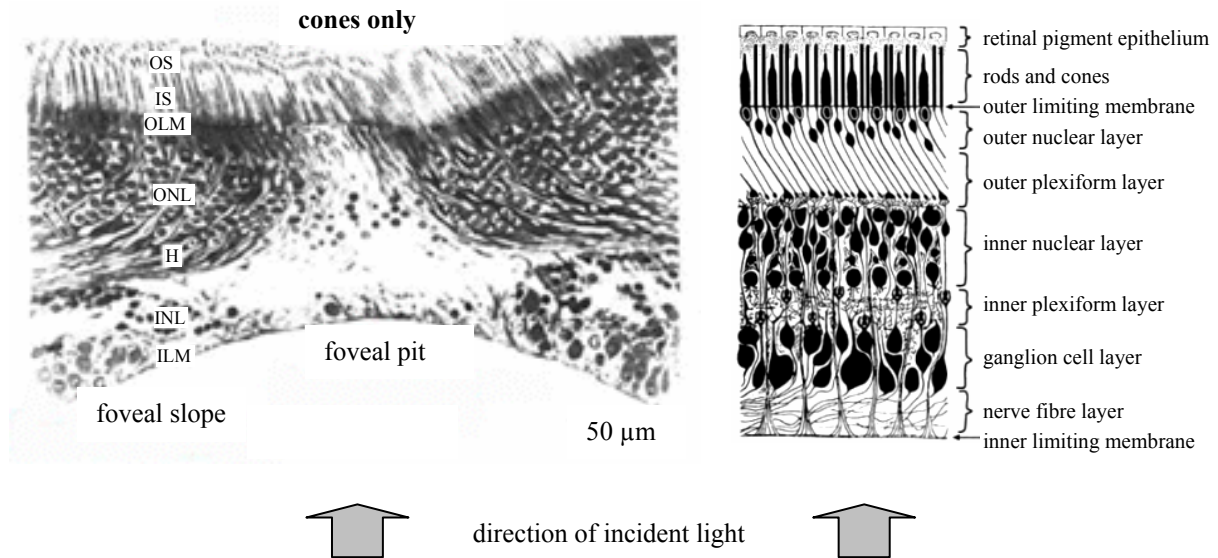 cones only
OS
IS
OLM
ONL
H
INL
ILM
G
G
foveal pit
foveal slope
50 µm
retinal pigment epithelium
rods and cones
outer limiting membrane
outer nuclear layer
outer plexiform layer
inner nuclear layer
inner plexiform layer
ganglion cell layer
nerve fibre layer
inner limiting membrane
direction of incident light